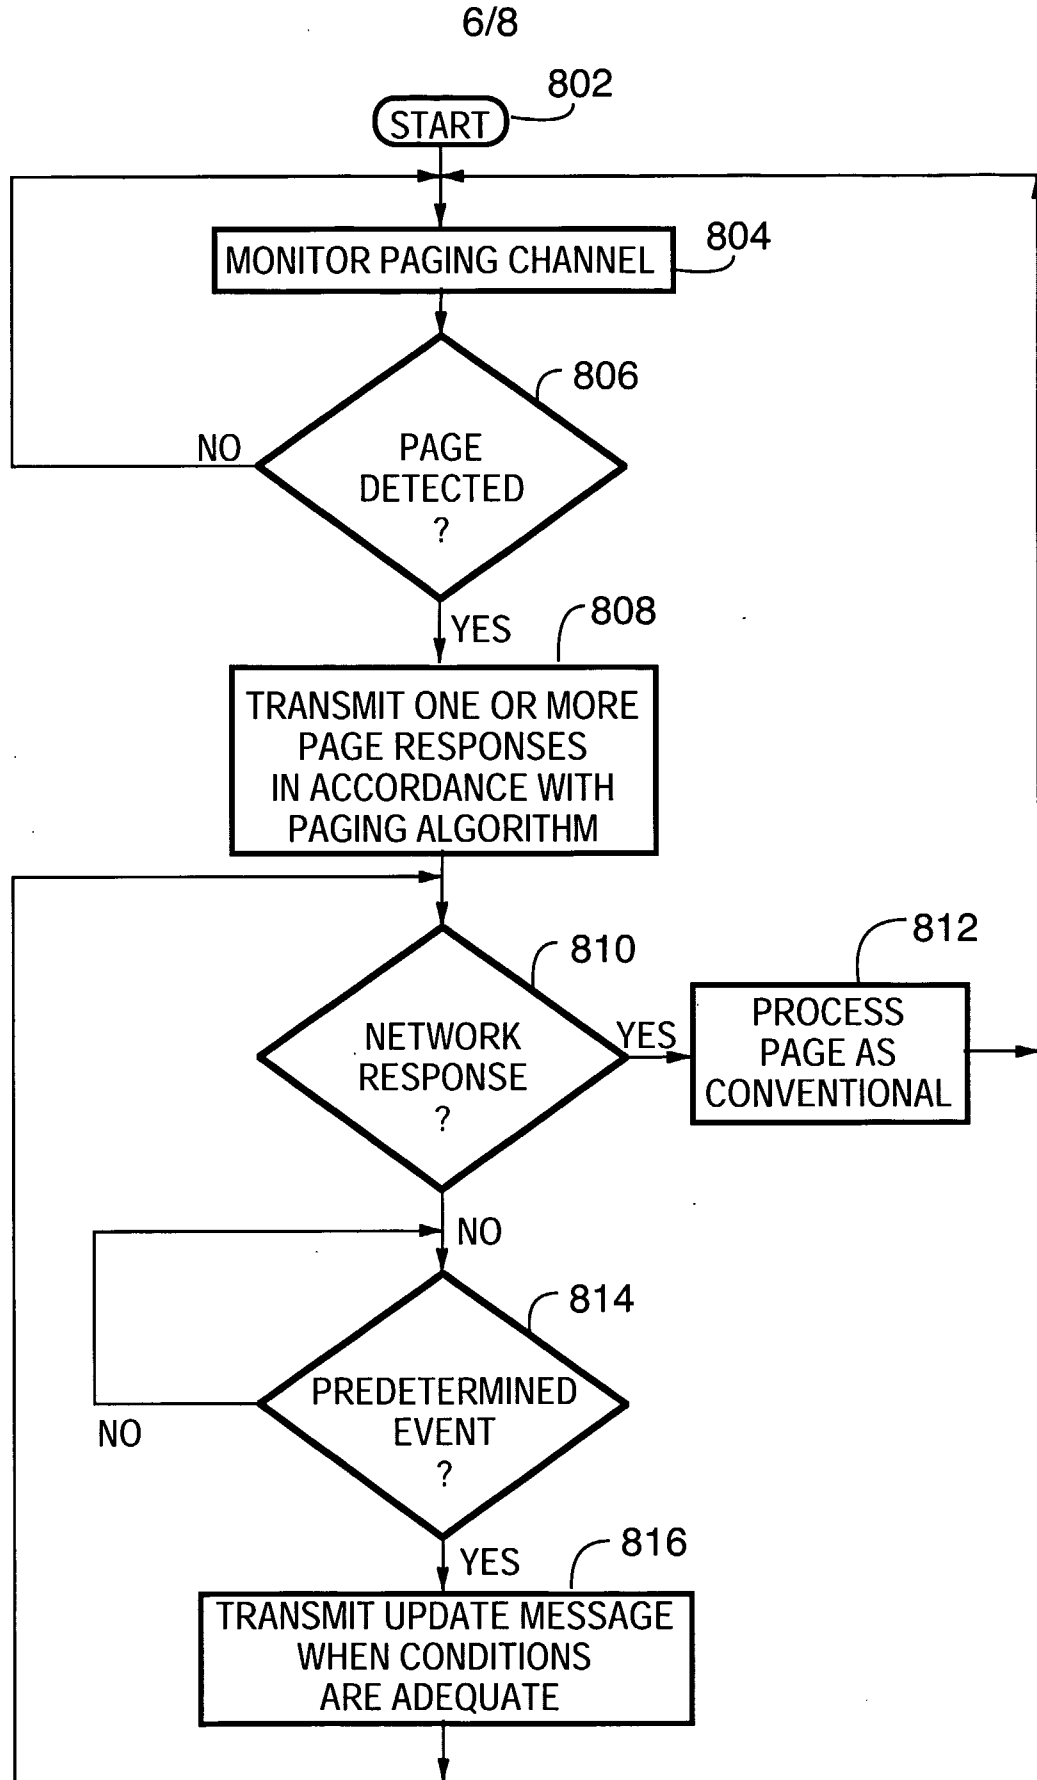 6/8
802
START
MONITOR PAGING CHANNEL
804
806
NO
PAGE
DETECTED
?
YES
808
TRANSMIT ONE OR MORE
PAGE RESPONSES
IN ACCORDANCE WITH
PAGING ALGORITHM
810
812
NETWORK
RESPONSE
?
YES
PROCESS
PAGE AS
CONVENTIONAL
NO
814
PREDETERMINED
EVENT
?
NO
YES
816
TRANSMIT UPDATE MESSAGE
WHEN CONDITIONS
ARE ADEQUATE